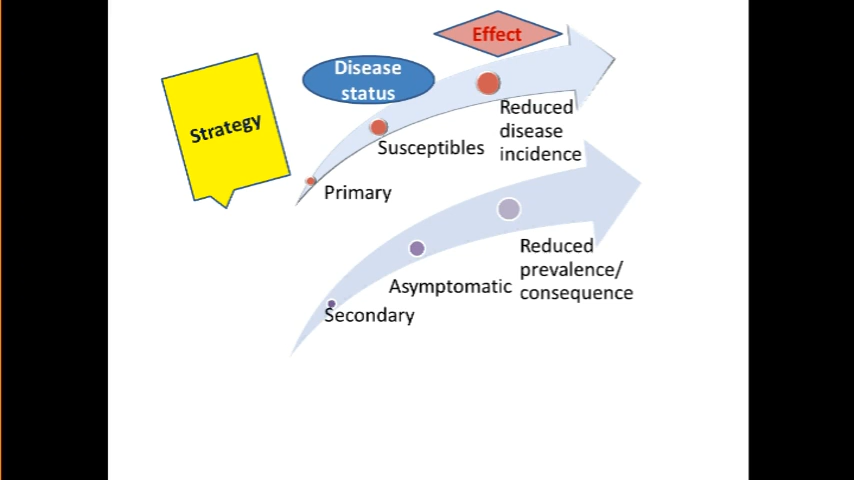 Effect
Disease
status
Strategy
Reduced
disease
incidence
Susceptibles
Primary
Reduced
prevalence/
consequence
Asymptomatic
Secondary